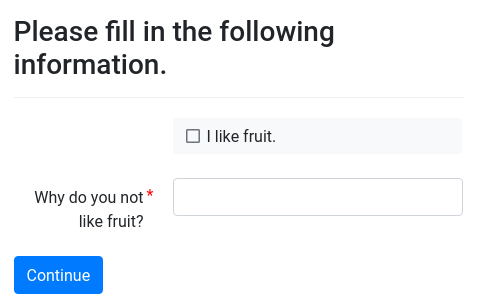 Please fill in the following
information.
I like fruit.
Why do you not *
like fruit?
Continue